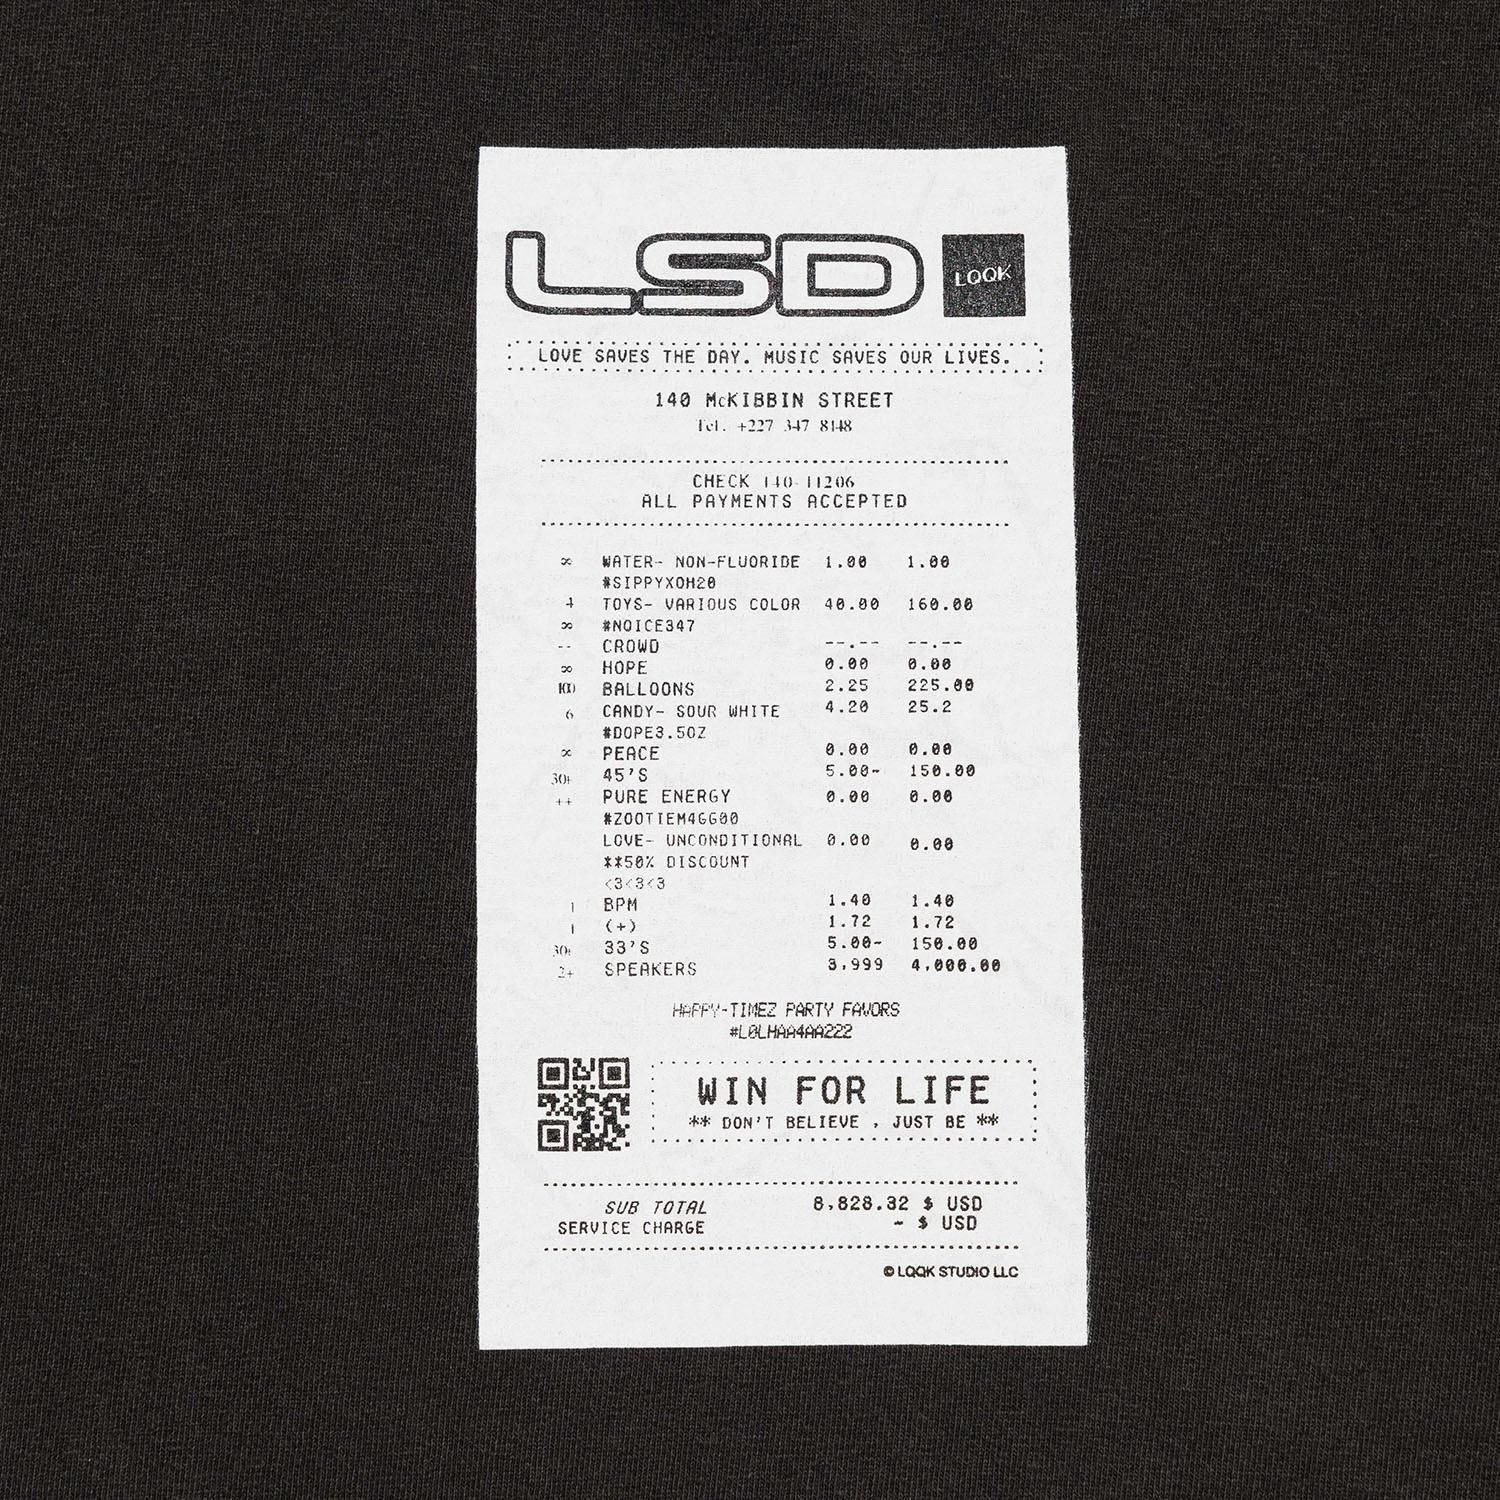 LSD LQQK
LOVE SAVES THE DAY. MUSIC SAVES OUR LIVES.
140 McKIBBIN STREET
Tel. +227 347 8148
CHECK 140-11206
ALL PAYMENTS ACCEPTED
∞ WATER- NON-FLUORIDE 1.00 1.00
#SIPPYXOH20
4 TOYS- VARIOUS COLOR 40.00 160.00
∞ #NOICE347
-- CROWD --.-- --.--
∞ HOPE 0.00 0.00
100 BALLOONS 2.25 225.00
6 CANDY- SOUR WHITE 4.20 25.2
#DOPE3.5OZ
∞ PEACE 0.00 0.00
30+ 45'S 5.00~ 150.00
++ PURE ENERGY 0.00 0.00
#ZOOTIEM4GG00
LOVE- UNCONDITIONAL 0.00 0.00
**50% DISCOUNT
<3<3<3
1 BPM 1.40 1.40
1 (+) 1.72 1.72
30+ 33'S 5.00~ 150.00
2+ SPEAKERS 3,999 4,000.00
HAPPY-TIMEZ PARTY FAVORS
#L0LHAA4AA222
WIN FOR LIFE
** DON'T BELIEVE , JUST BE **
SUB TOTAL 8,828.32 $ USD
SERVICE CHARGE - $ USD
© LQQK STUDIO LLC